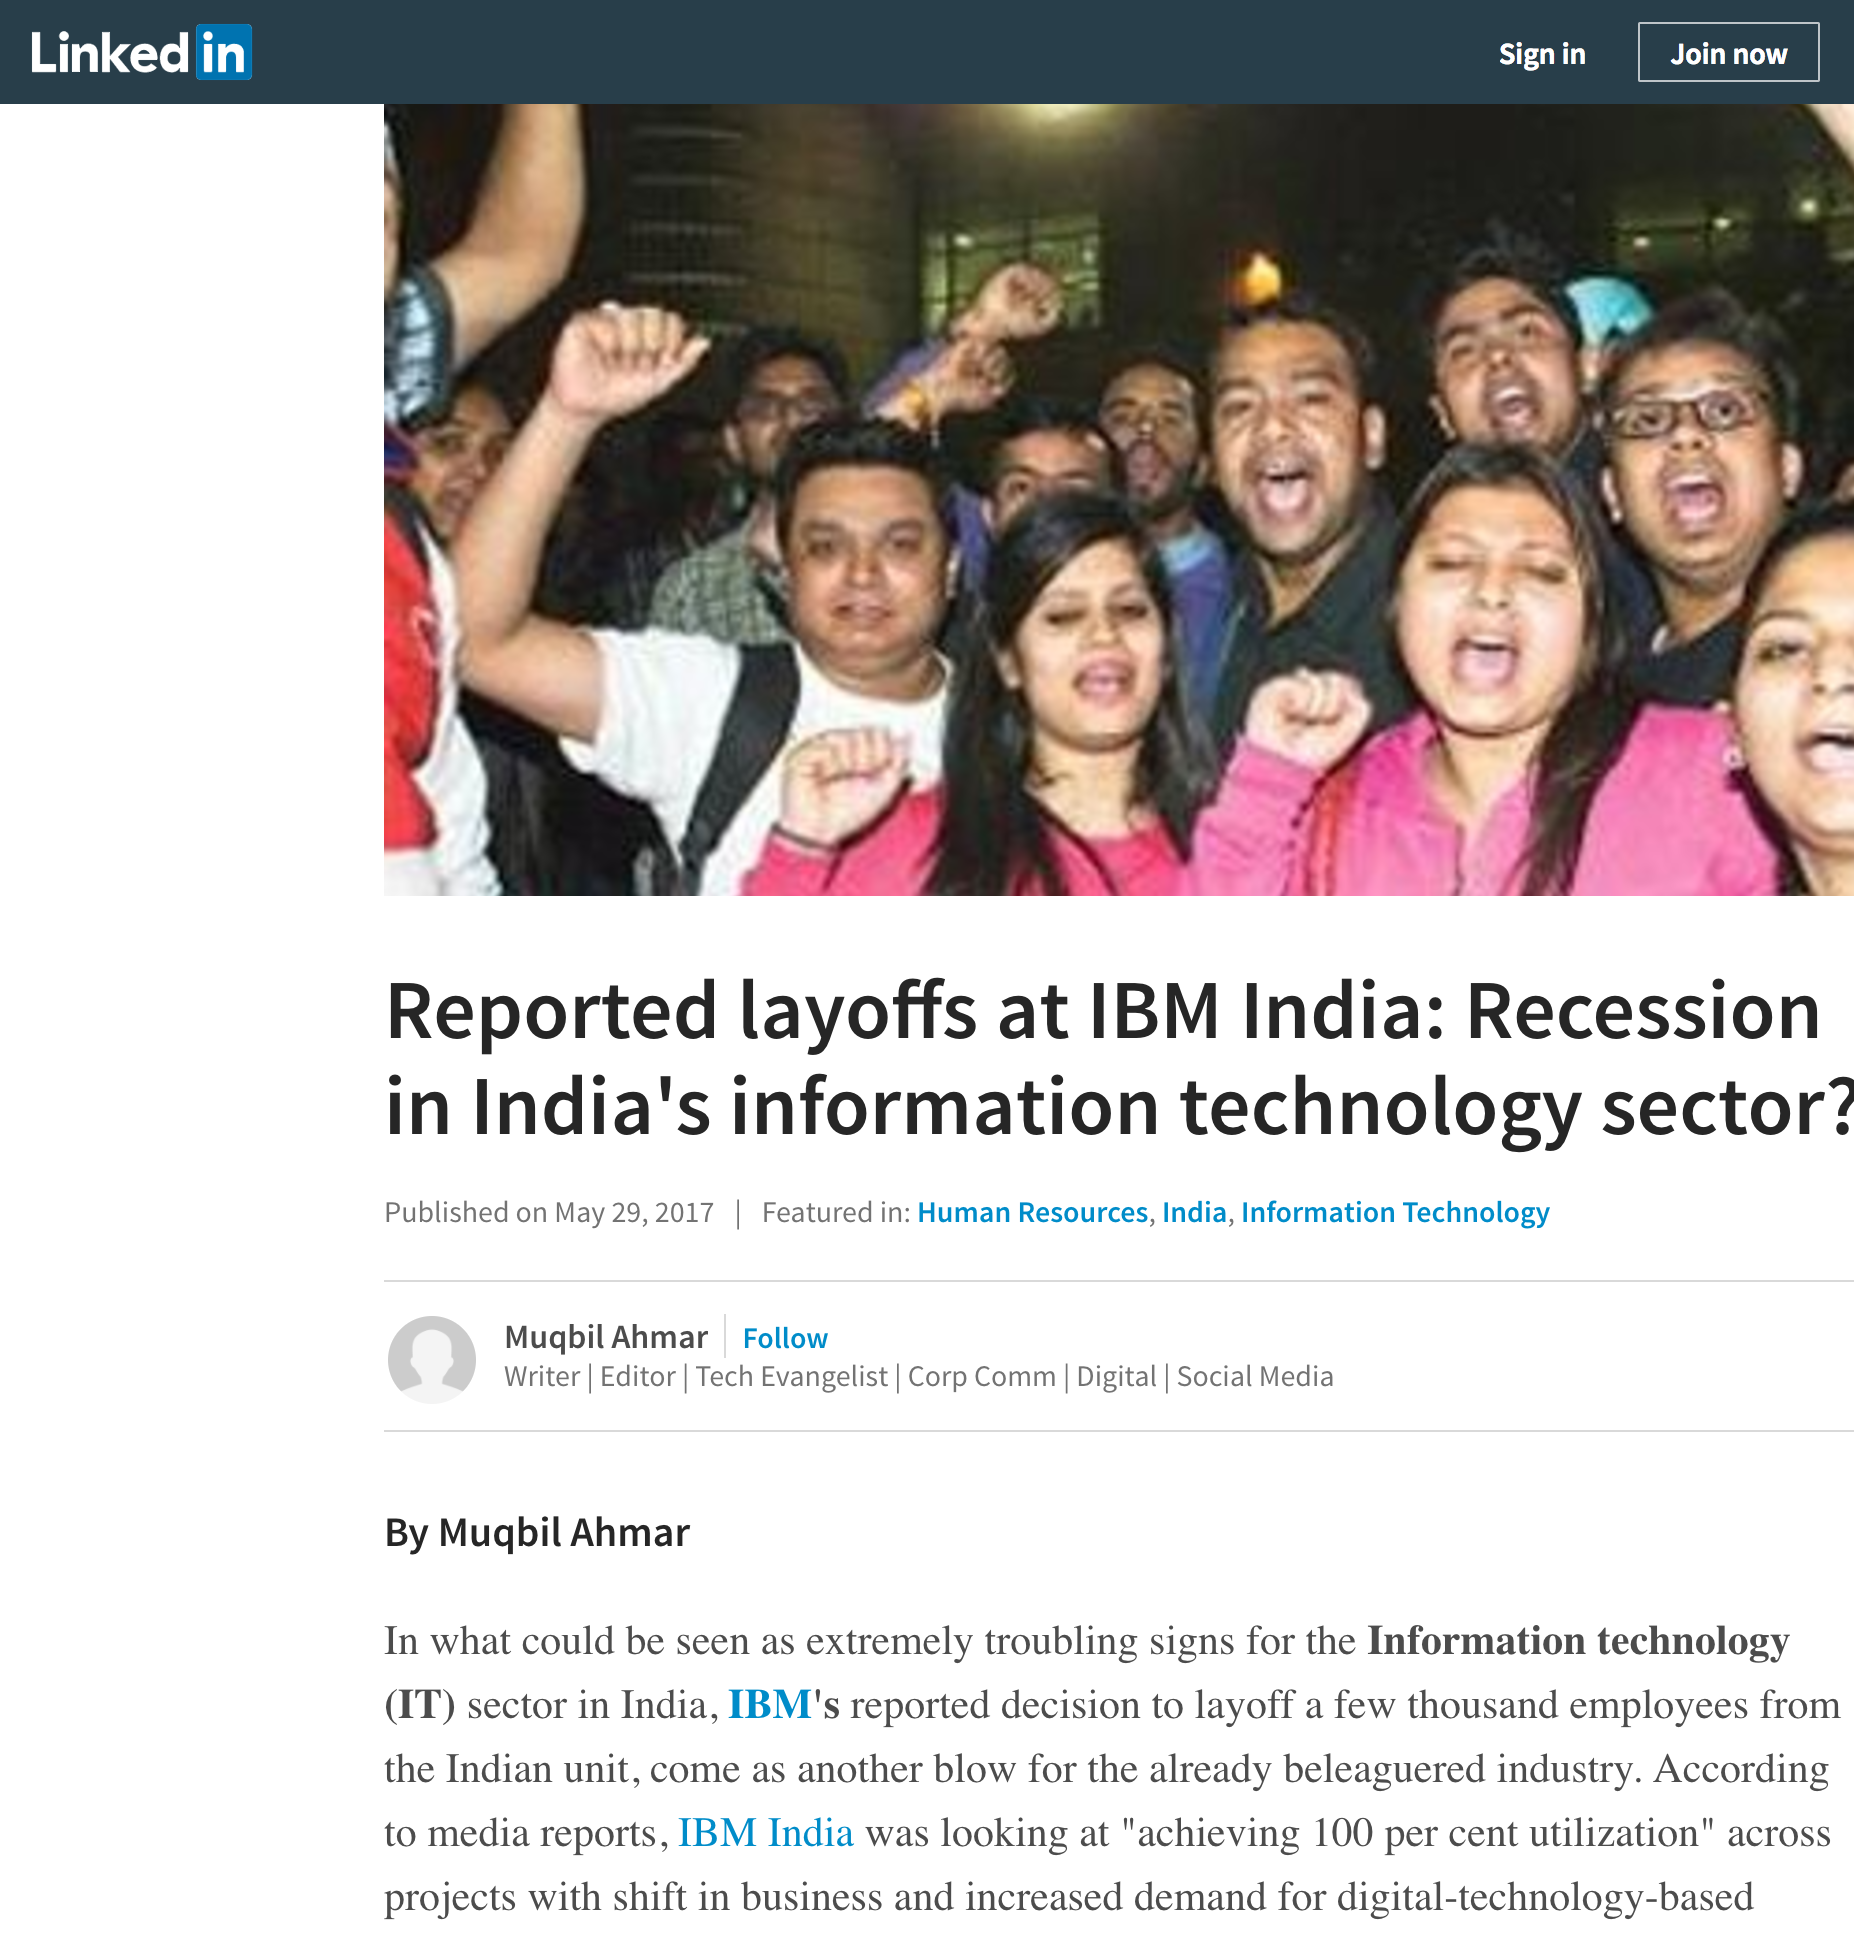 Linked in
Sign in
Join now
Reported layoffs at IBM India: Recession
in India's information technology sector?
Published on May 29, 2017 | Featured in: Human Resources, India, Information Technology
Muqbil Ahmar | Follow
Writer | Editor | Tech Evangelist | Corp Comm | Digital | Social Media
By Muqbil Ahmar
In what could be seen as extremely troubling signs for the Information technology
(IT) sector in India, IBM's reported decision to layoff a few thousand employees from
the Indian unit, come as another blow for the already beleaguered industry. According
to media reports, IBM India was looking at "achieving 100 per cent utilization" across
projects with shift in business and increased demand for digital-technology-based